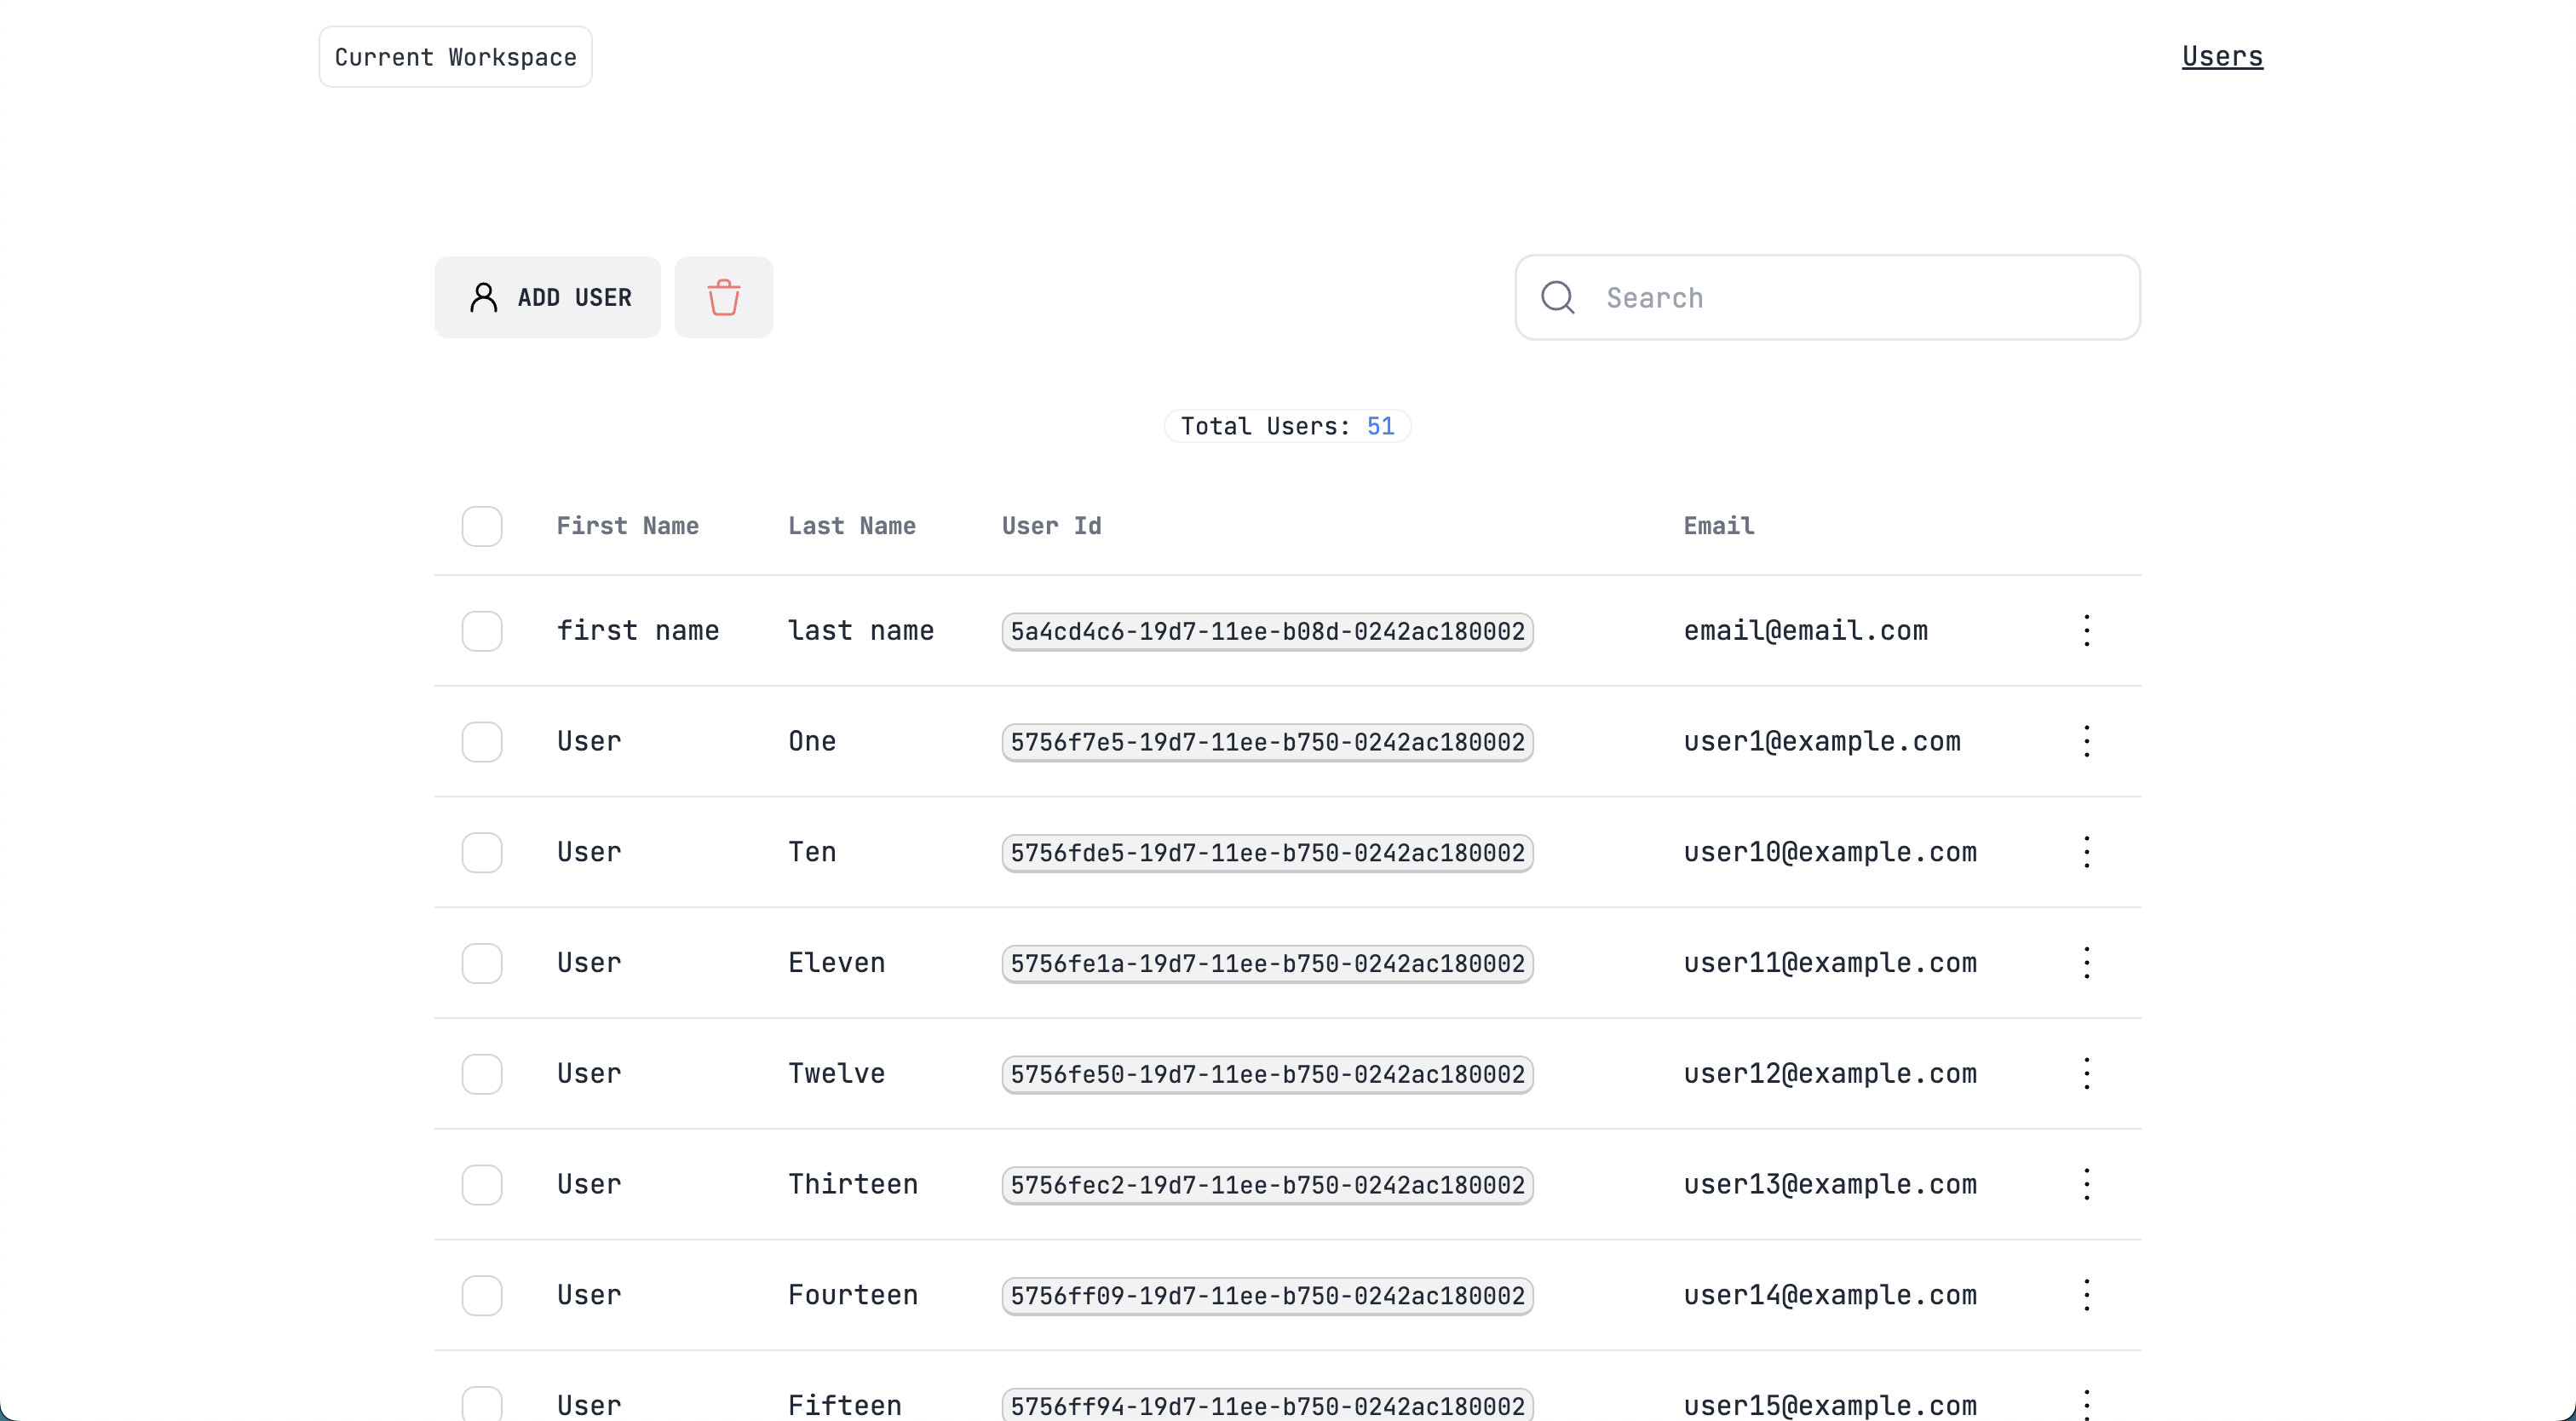 Current Workspace Users
ADD USER Search
Total Users: 51
First Name Last Name User Id Email
first name last name 5a4cd4c6-19d7-11ee-b08d-0242ac180002 email@email.com
User One 5756f7e5-19d7-11ee-b750-0242ac180002 user1@example.com
User Ten 5756fde5-19d7-11ee-b750-0242ac180002 user10@example.com
User Eleven 5756fe1a-19d7-11ee-b750-0242ac180002 user11@example.com
User Twelve 5756fe50-19d7-11ee-b750-0242ac180002 user12@example.com
User Thirteen 5756fec2-19d7-11ee-b750-0242ac180002 user13@example.com
User Fourteen 5756ff09-19d7-11ee-b750-0242ac180002 user14@example.com
User Fifteen 5756ff94-19d7-11ee-b750-0242ac180002 user15@example.com